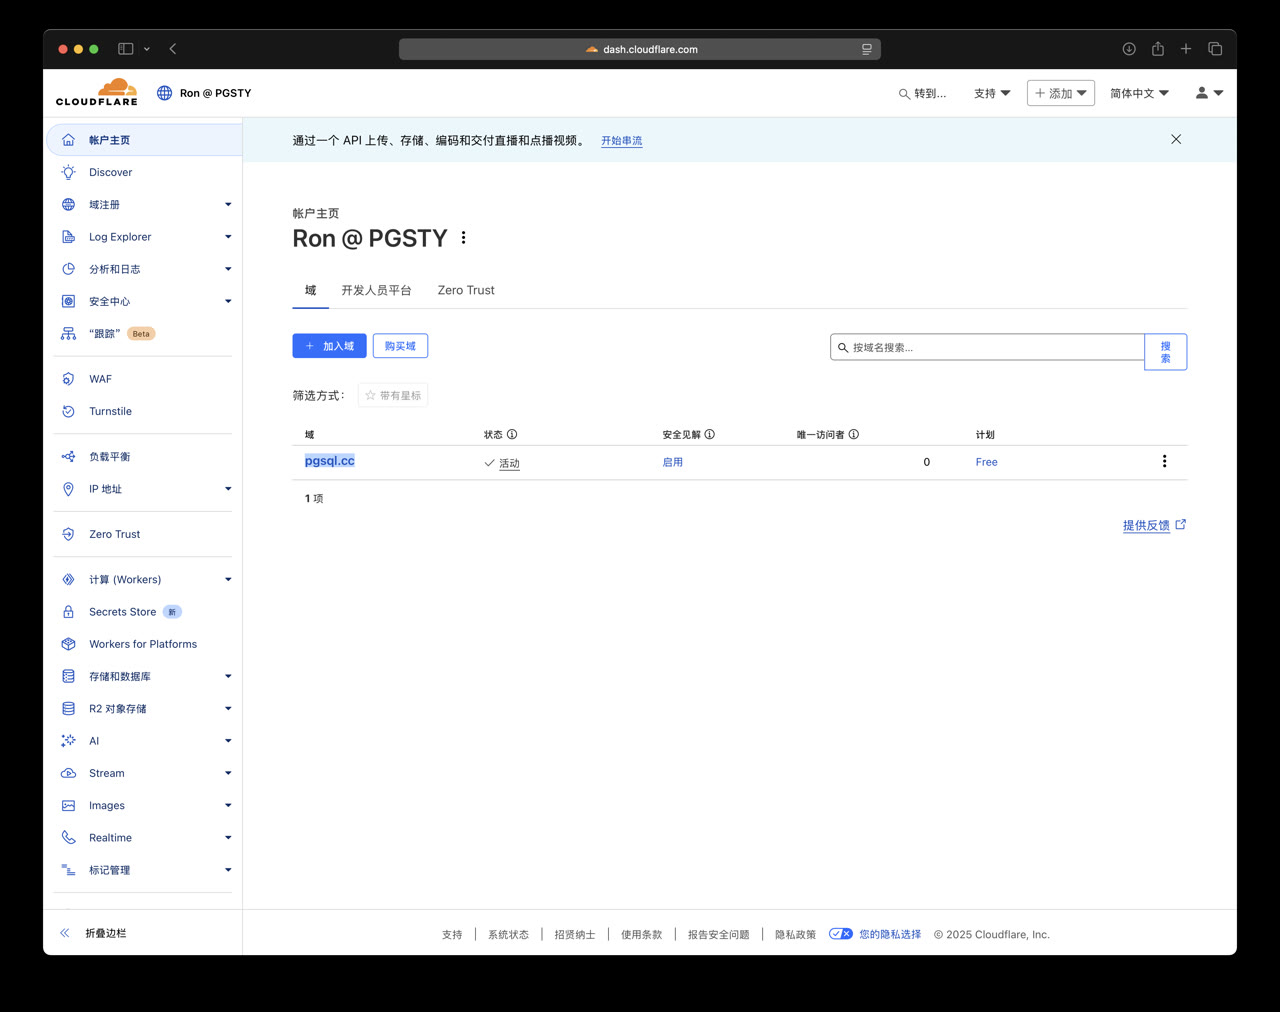 dash.cloudflare.com
CLOUDFLARE
Ron @ PGSTY
转到...
支持
添加
简体中文
帐户主页
Discover
域注册
Log Explorer
分析和日志
安全中心
“跟踪” Beta
WAF
Turnstile
负载平衡
IP 地址
Zero Trust
计算 (Workers)
Secrets Store 新
Workers for Platforms
存储和数据库
R2 对象存储
AI
Stream
Images
Realtime
标记管理
折叠边栏
通过一个 API 上传、存储、编码和交付直播和点播视频。 开始串流
帐户主页
Ron @ PGSTY
域 开发人员平台 Zero Trust
+ 加入域 购买域
按域名搜索...
搜
索
筛选方式： 带有星标
域 状态 安全见解 唯一访问者 计划
pgsql.cc 活动 启用 0 Free
1 项
提供反馈
支持 系统状态 招贤纳士 使用条款 报告安全问题 隐私政策 您的隐私选择 © 2025 Cloudflare, Inc.